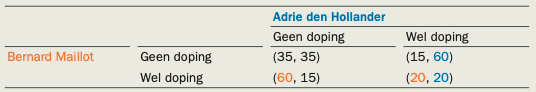 Adrie den Hollander
Geen doping Wel doping
Bernard Maillot Geen doping (35, 35) (15, 60)
Wel doping (60, 15) (20, 20)